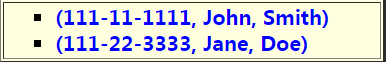 (111-11-1111, John, Smith)
(111-22-3333, Jane, Doe)